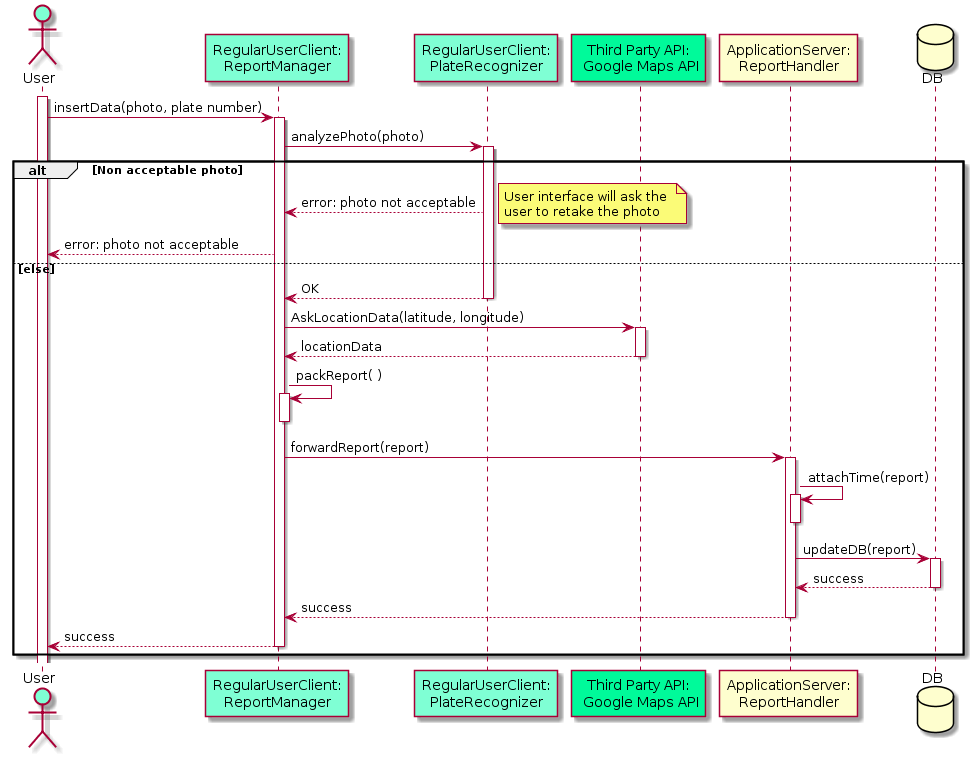 User
RegularUserClient:
ReportManager
RegularUserClient:
PlateRecognizer
Third Party API:
Google Maps API
ApplicationServer:
ReportHandler
DB
insertData(photo, plate number)
analyzePhoto(photo)
alt
[Non acceptable photo]
User interface will ask the
user to retake the photo
error: photo not acceptable
error: photo not acceptable
[else]
OK
AskLocationData(latitude, longitude)
locationData
packReport( )
forwardReport(report)
attachTime(report)
updateDB(report)
success
success
success
User
RegularUserClient:
ReportManager
RegularUserClient:
PlateRecognizer
Third Party API:
Google Maps API
ApplicationServer:
ReportHandler
DB